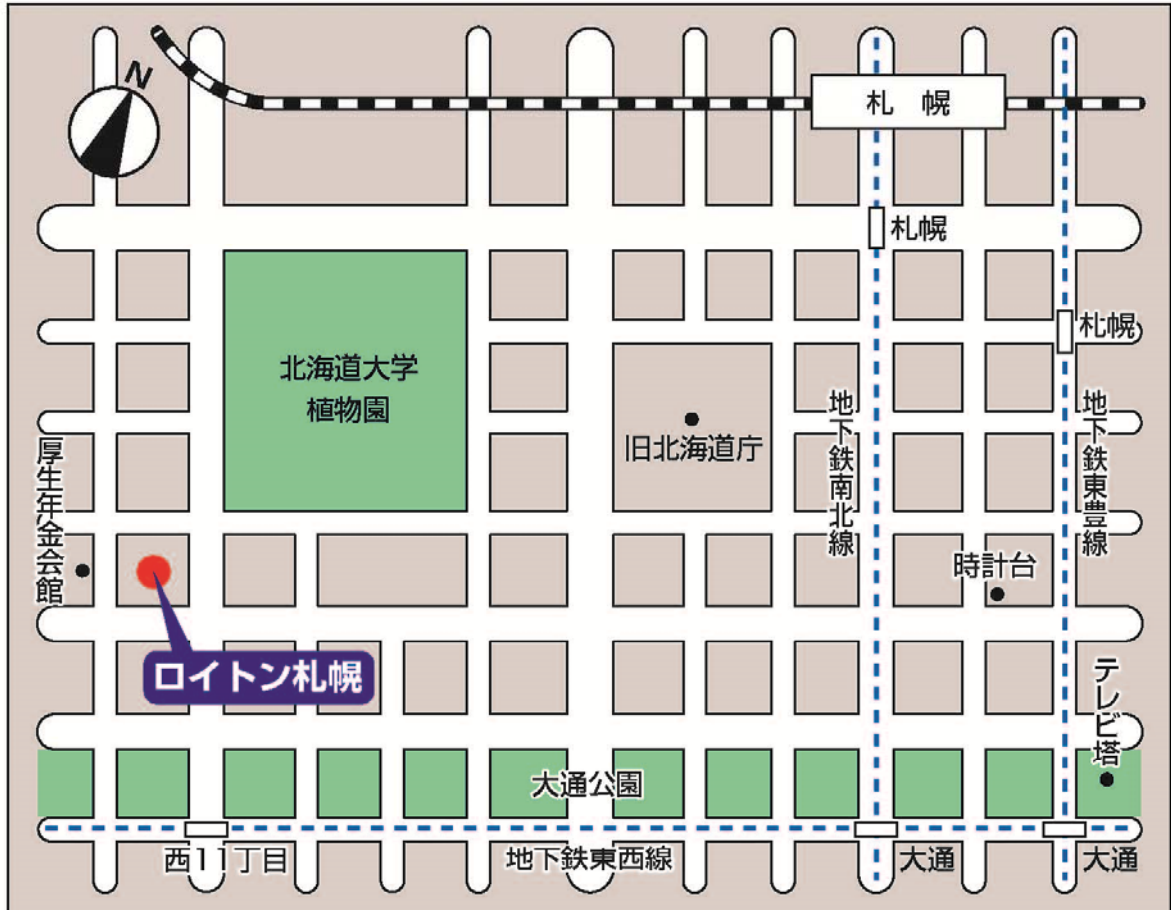 N
札幌
札幌
札幌
北海道大学
植物園
旧北海道庁
地下鉄南北線
地下鉄東豊線
厚生年金会館
時計台
ロイトン札幌
テレビ塔
大通公園
西11丁目
地下鉄東西線
大通
大通